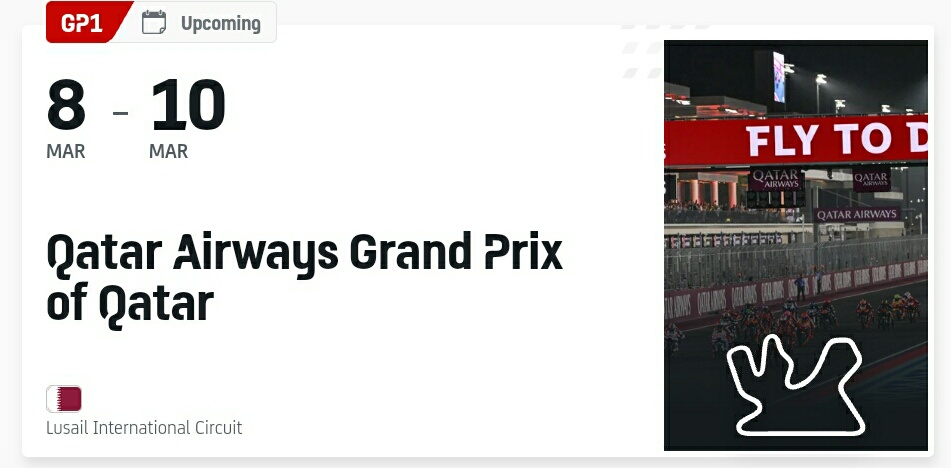 GP1
Upcoming
8 - 10
MAR MAR
Qatar Airways Grand Prix
of Qatar
Lusail International Circuit
FLY TO D
QATAR AIRWAYS
QATAR AIRWAYS
QATAR AIRWAYS